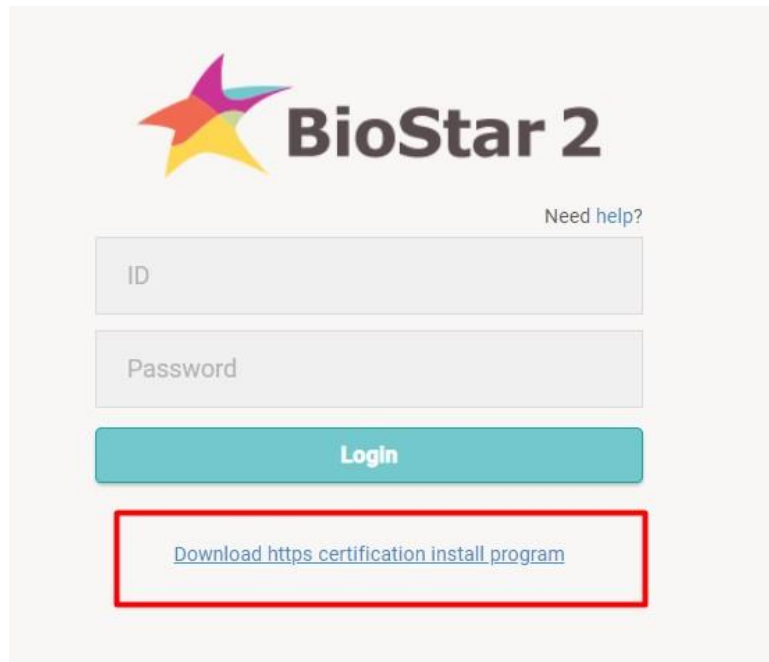 BioStar 2
Need help?
ID
Password
Login
Download https certification install program